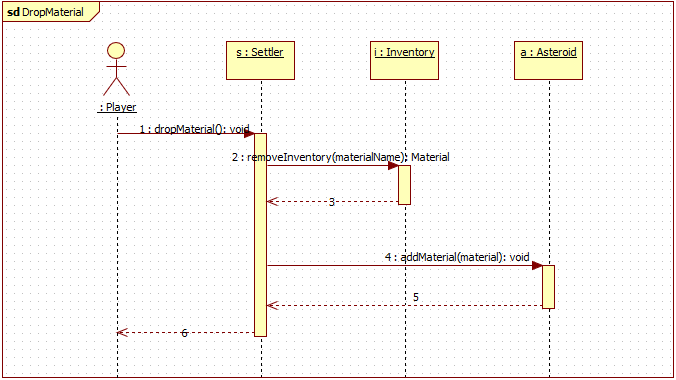 sd DropMaterial
s : Settler
i : Inventory
a : Asteroid
: Player
1 : dropMaterial(): void
2 : removeInventory(materialName): Material
3
4 : addMaterial(material): void
5
6